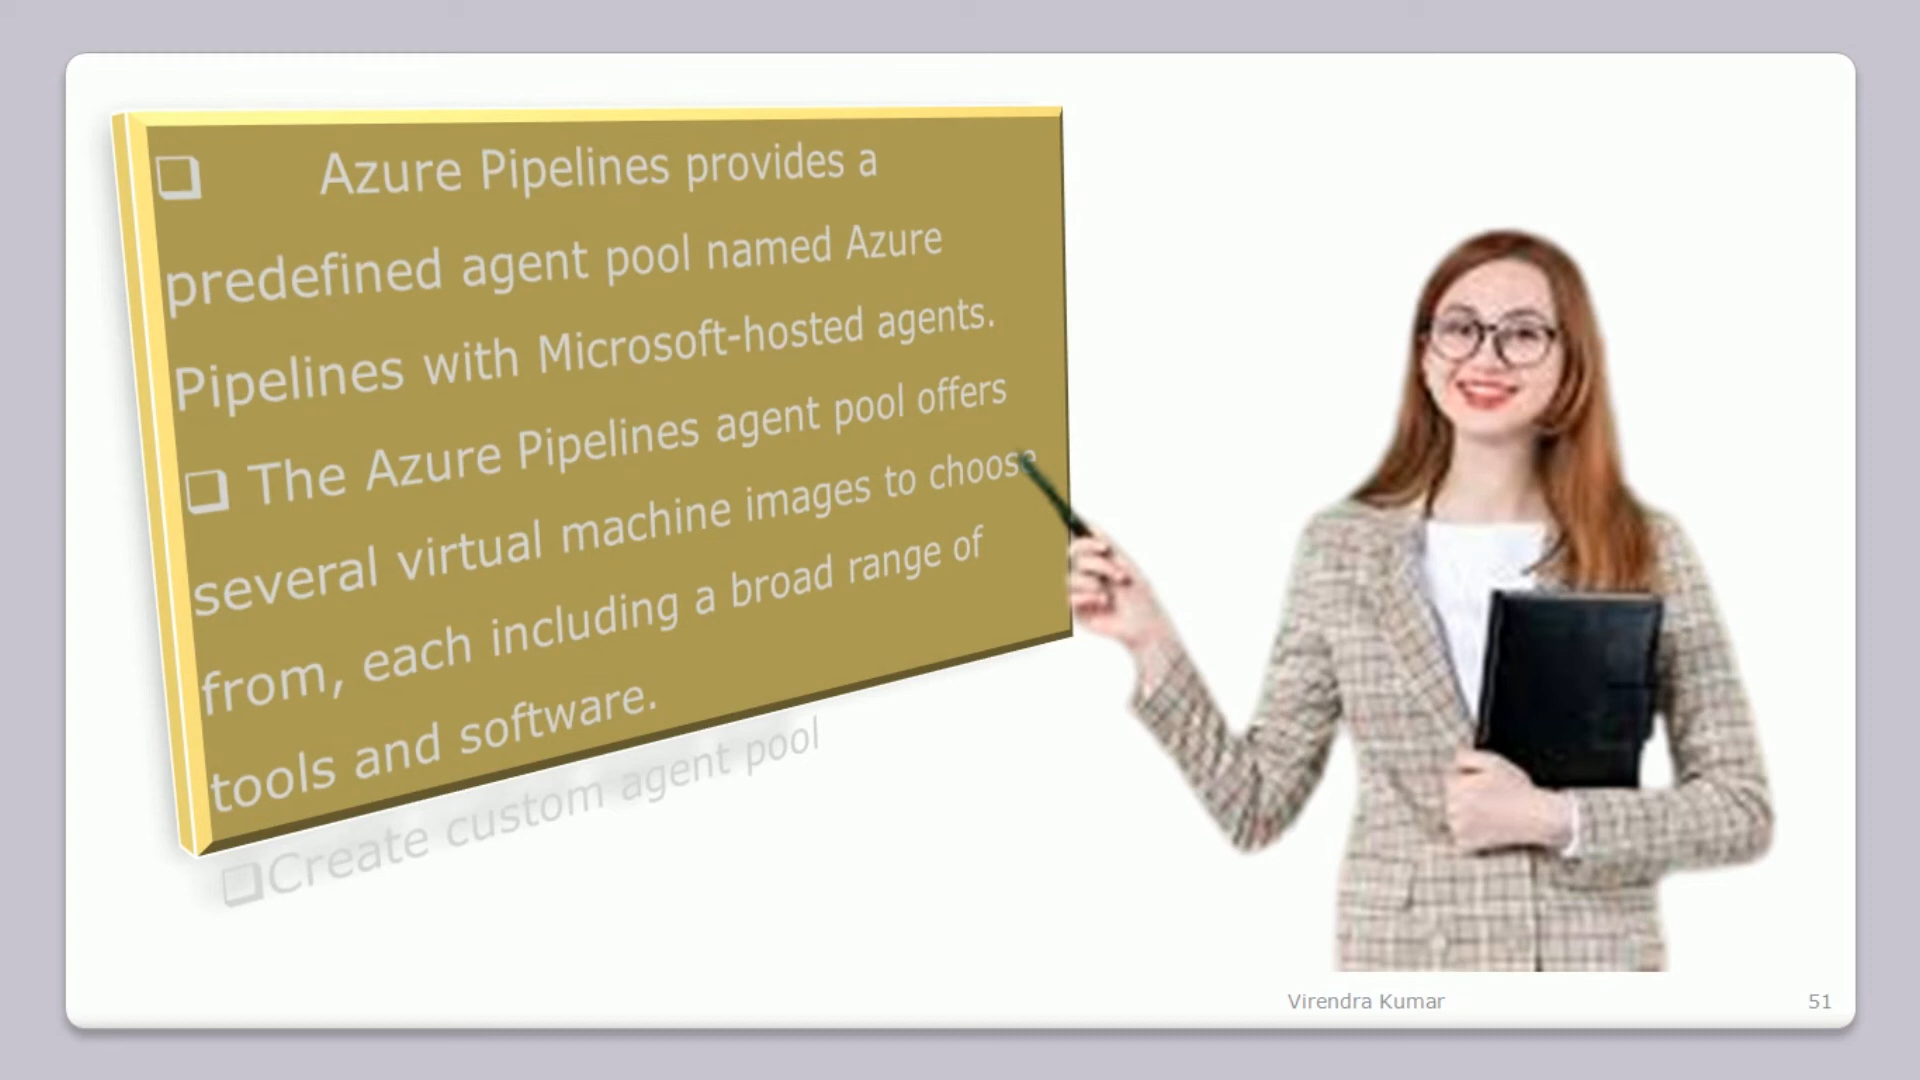 ❑ Azure Pipelines provides a
predefined agent pool named Azure
Pipelines with Microsoft-hosted agents.
❑ The Azure Pipelines agent pool offers
several virtual machine images to choose
from, each including a broad range of
tools and software.
❑Create custom agent pool
Virendra Kumar
51